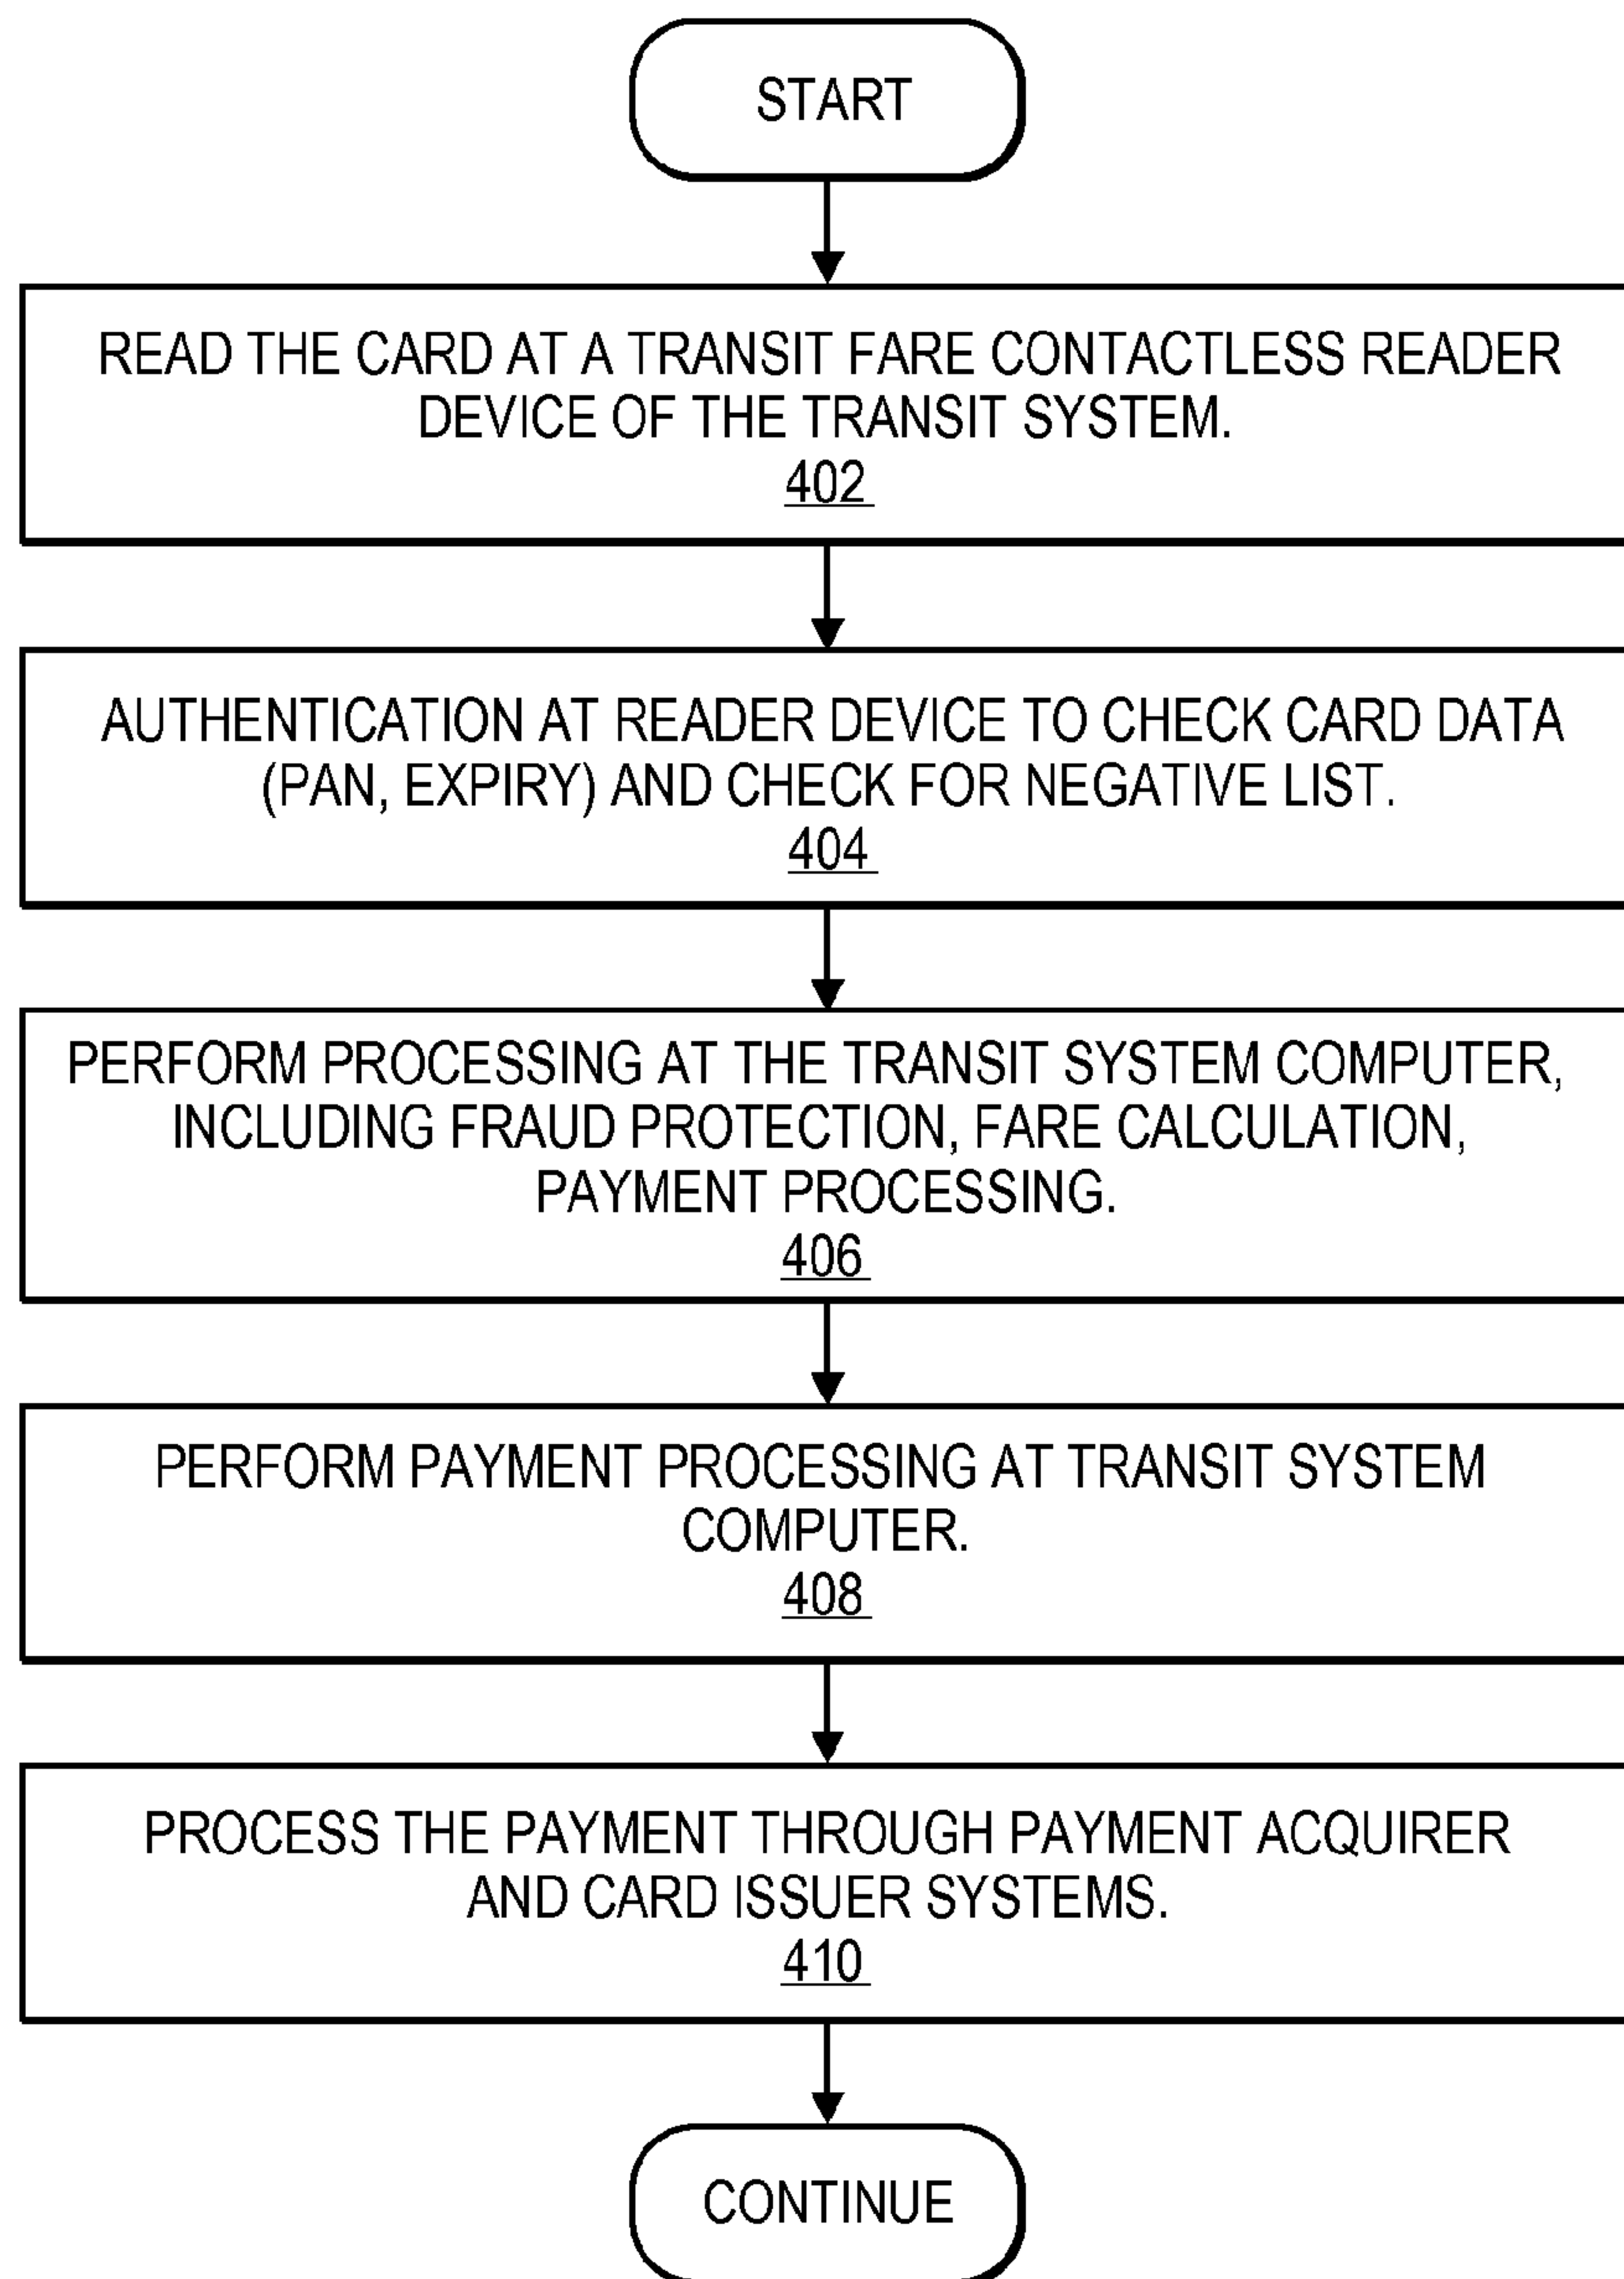 START
READ THE CARD AT A TRANSIT FARE CONTACTLESS READER
DEVICE OF THE TRANSIT SYSTEM.
402
AUTHENTICATION AT READER DEVICE TO CHECK CARD DATA
(PAN, EXPIRY) AND CHECK FOR NEGATIVE LIST.
404
PERFORM PROCESSING AT THE TRANSIT SYSTEM COMPUTER,
INCLUDING FRAUD PROTECTION, FARE CALCULATION,
PAYMENT PROCESSING.
406
PERFORM PAYMENT PROCESSING AT TRANSIT SYSTEM
COMPUTER.
408
PROCESS THE PAYMENT THROUGH PAYMENT ACQUIRER
AND CARD ISSUER SYSTEMS.
410
CONTINUE